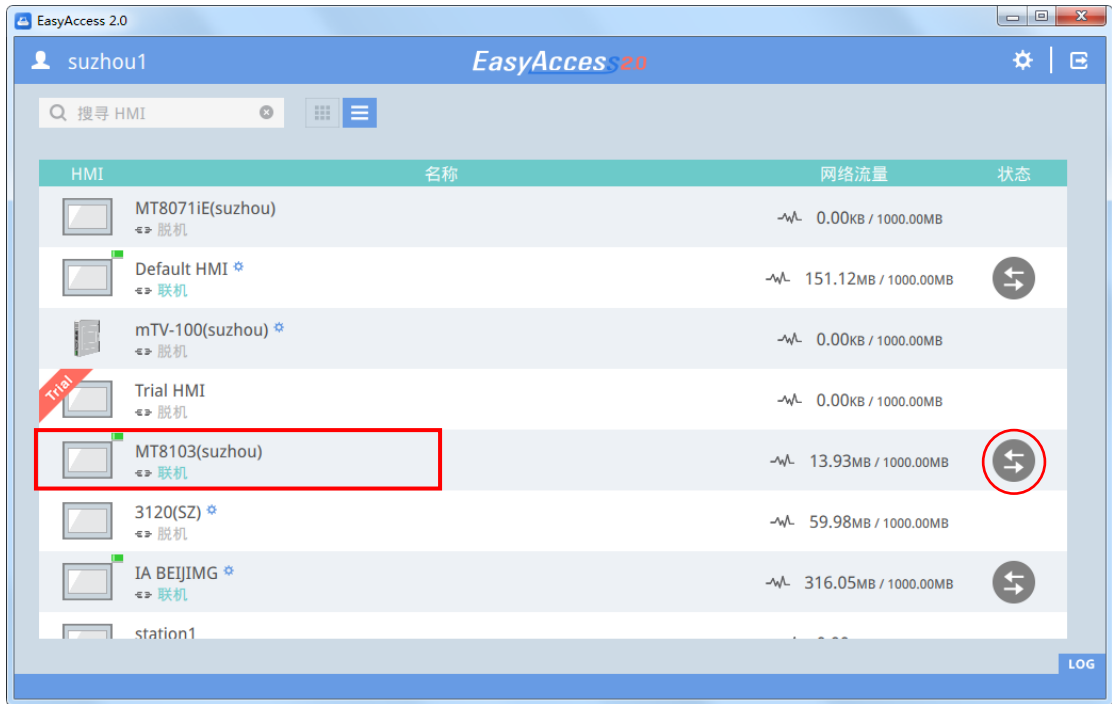 EasyAccess 2.0
suzhou1
EasyAccess 2.0
搜寻 HMI
HMI 名称 网络流量 状态
MT8071iE(suzhou)
脱机
0.00KB / 1000.00MB
Default HMI
联机
151.12MB / 1000.00MB
mTV-100(suzhou)
脱机
0.00KB / 1000.00MB
Trial
Trial HMI
脱机
0.00KB / 1000.00MB
MT8103(suzhou)
联机
13.93MB / 1000.00MB
3120(SZ)
脱机
59.98MB / 1000.00MB
IA BEIJIMG
联机
316.05MB / 1000.00MB
station1
LOG